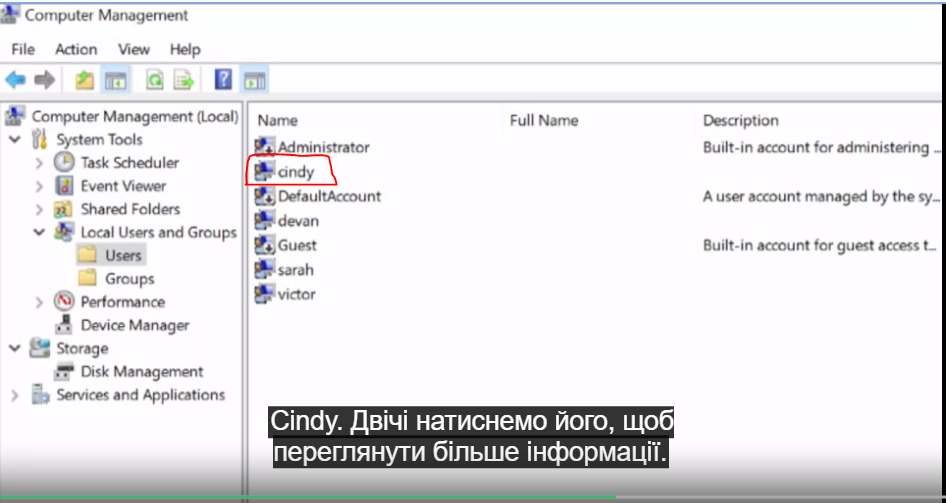 Computer Management
File Action View Help
Computer Management (Local)
System Tools
Task Scheduler
Event Viewer
Shared Folders
Local Users and Groups
Users
Groups
Performance
Device Manager
Storage
Disk Management
Services and Applications
Name Full Name Description
Administrator Built-in account for administering ...
cindy
DefaultAccount A user account managed by the sy...
devan
Guest Built-in account for guest access t...
sarah
victor
Cindy. Двічі натиснемо його, щоб
переглянути більше інформації.